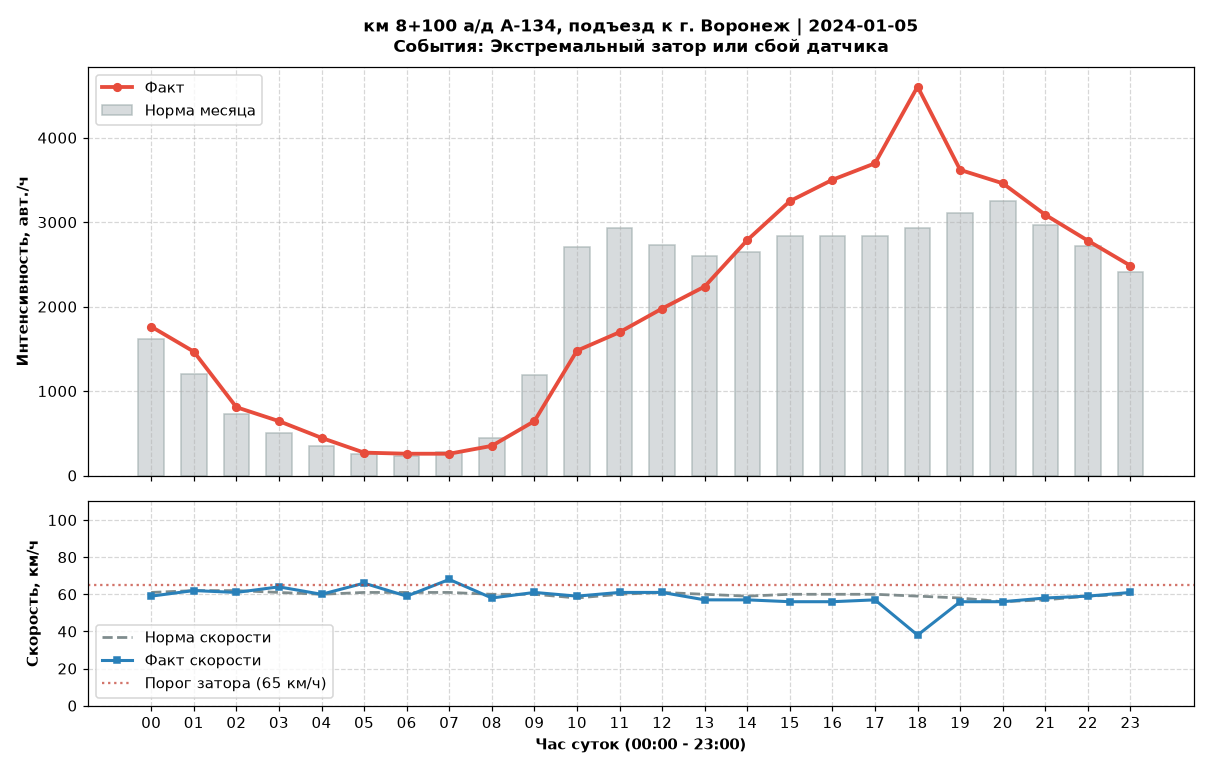 км 8+100 а/д А-134, подъезд к г. Воронеж | 2024-01-05
События: Экстремальный затор или сбой датчика
Интенсивность, авт./ч
4000
3000
2000
1000
0
Факт
Норма месяца
Скорость, км/ч
100
80
60
40
20
0
Норма скорости
Факт скорости
Порог затора (65 км/ч)
00 01 02 03 04 05 06 07 08 09 10 11 12 13 14 15 16 17 18 19 20 21 22 23
Час суток (00:00 - 23:00)